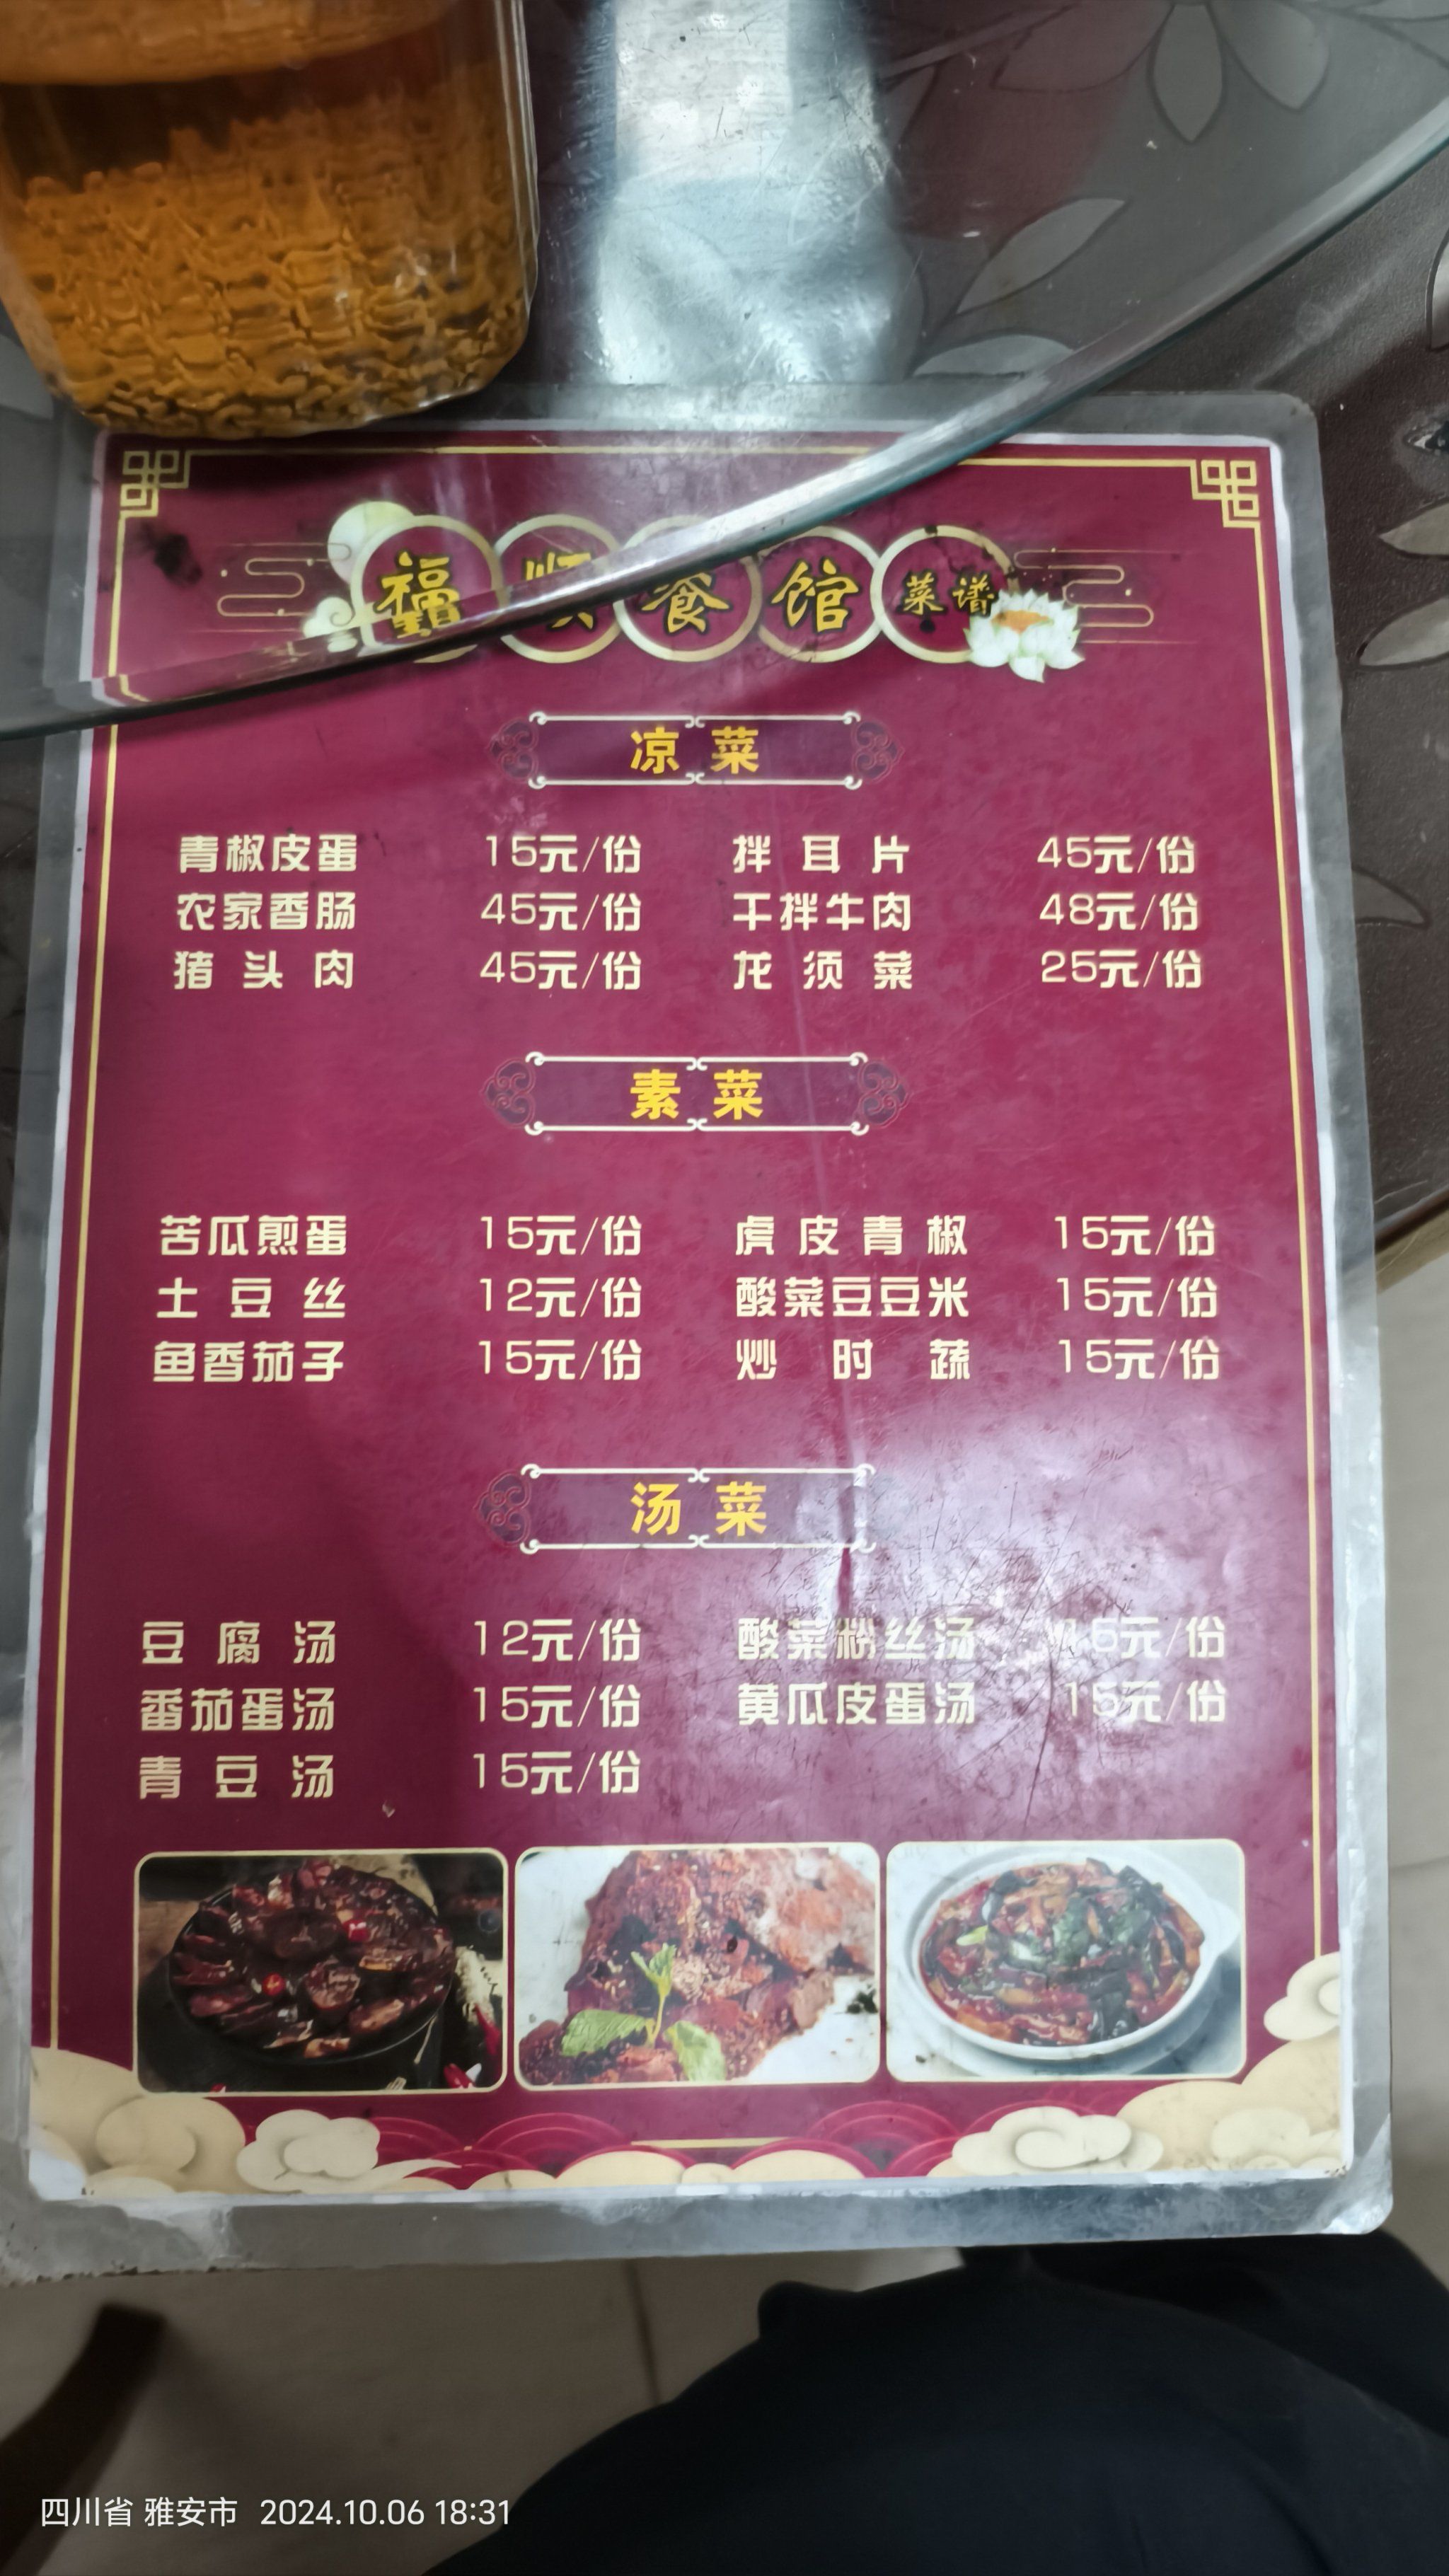 福顺餐馆 菜谱
凉菜
青椒皮蛋 15元/份 拌耳片 45元/份
农家香肠 45元/份 干拌牛肉 48元/份
猪头肉 45元/份 龙须菜 25元/份
素菜
苦瓜煎蛋 15元/份 虎皮青椒 15元/份
土豆丝 12元/份 酸菜豆豆米 15元/份
鱼香茄子 15元/份 炒时蔬 15元/份
汤菜
豆腐汤 12元/份 酸菜粉丝汤 15元/份
番茄蛋汤 15元/份 黄瓜皮蛋汤 15元/份
青豆汤 15元/份
四川省 雅安市 2024.10.06 18:31